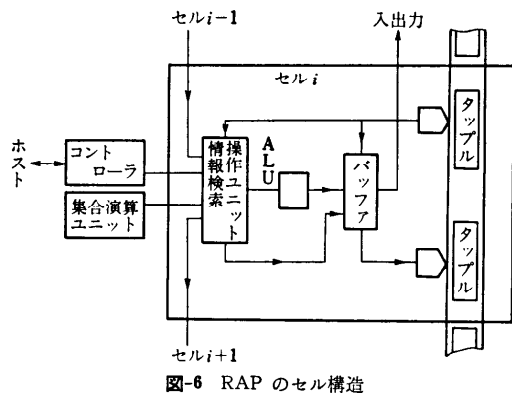 セルi-1
入出力
セルi
ホスト
コント
ローラ
集合演算
ユニット
情報検索
操作ユニット
ALU
バッファ
タップル
タップル
セルi+1
図-6 RAP のセル構造